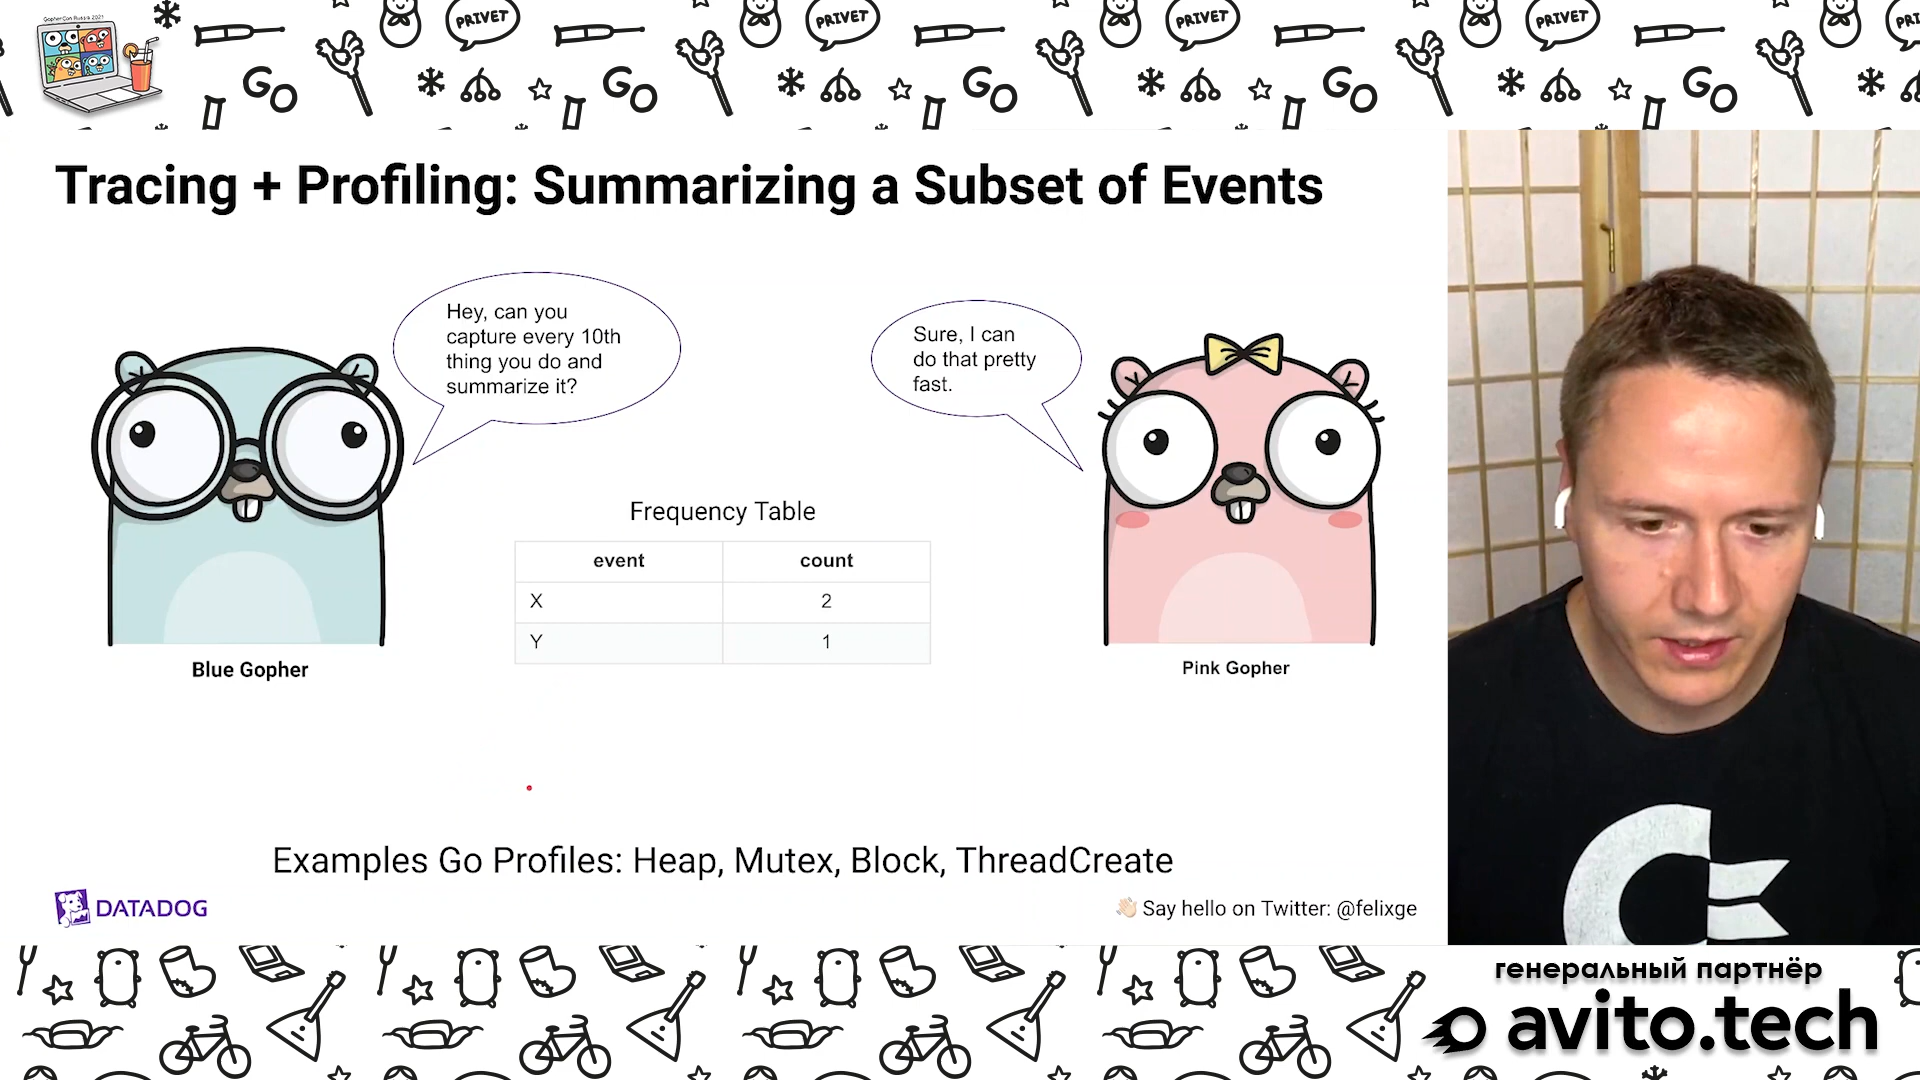 GopherCon Russia 2021
PRIVET
PRIVET
PRIVET
PRIVET
GO
GO
GO
GO
GO
Tracing + Profiling: Summarizing a Subset of Events
Hey, can you
capture every 10th
thing you do and
summarize it?
Sure, I can
do that pretty
fast.
Frequency Table
event count
X 2
Y 1
Blue Gopher
Pink Gopher
Examples Go Profiles: Heap, Mutex, Block, ThreadCreate
DATADOG
👋🏻 Say hello on Twitter: @felixge
генеральный партнёр
avito.tech